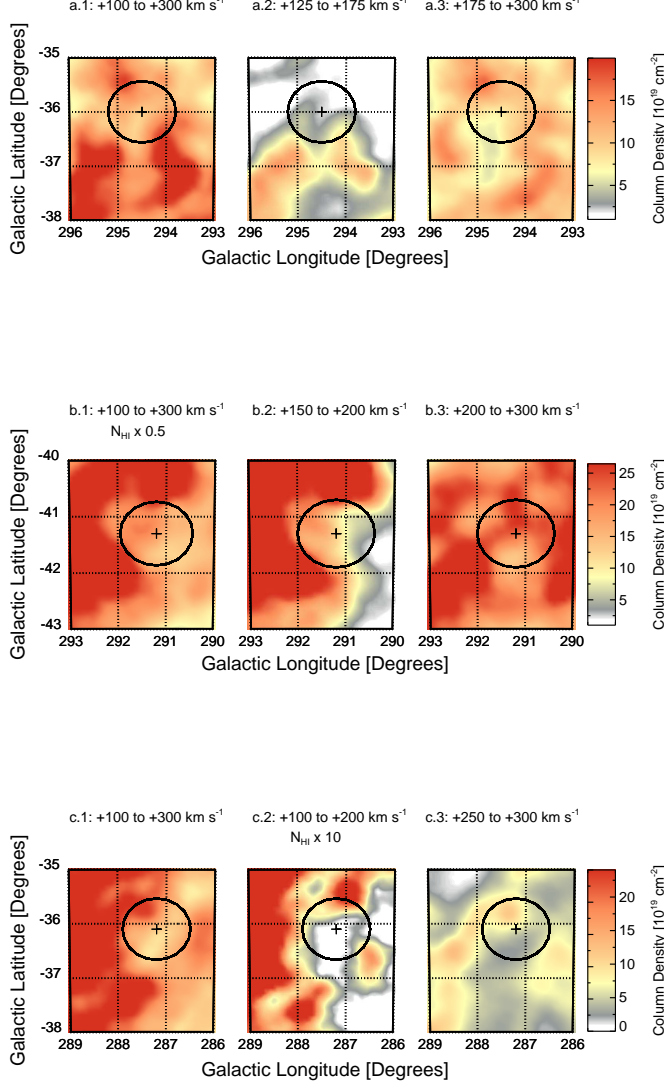 a.1: +100 to +300 km s-1
a.2: +125 to +175 km s-1
a.3: +175 to +300 km s-1
Galactic Latitude [Degrees]
-35
-36
-37
-38
296 295 294 293
296 295 294 293
296 295 294 293
Galactic Longitude [Degrees]
15
10
5
Column Density [10^19 cm^-2]
b.1: +100 to +300 km s-1
N_HI x 0.5
b.2: +150 to +200 km s-1
b.3: +200 to +300 km s-1
Galactic Latitude [Degrees]
-40
-41
-42
-43
293 292 291 290
293 292 291 290
293 292 291 290
Galactic Longitude [Degrees]
25
20
15
10
5
Column Density [10^19 cm^-2]
c.1: +100 to +300 km s-1
c.2: +100 to +200 km s-1
N_HI x 10
c.3: +250 to +300 km s-1
Galactic Latitude [Degrees]
-35
-36
-37
-38
289 288 287 286
289 288 287 286
289 288 287 286
Galactic Longitude [Degrees]
20
15
10
5
0
Column Density [10^19 cm^-2]